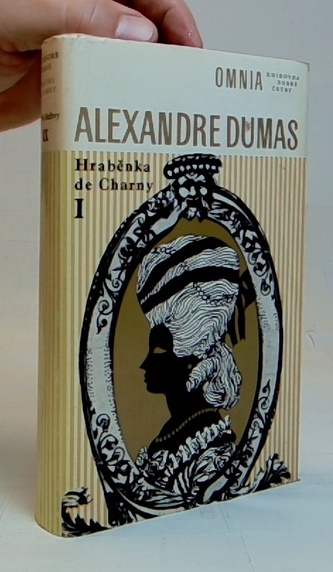 OMNIA
KNIHOVNA
DOBRÉ
ČETBY
ALEXANDRE DUMAS
Hraběnka
de Charny
I